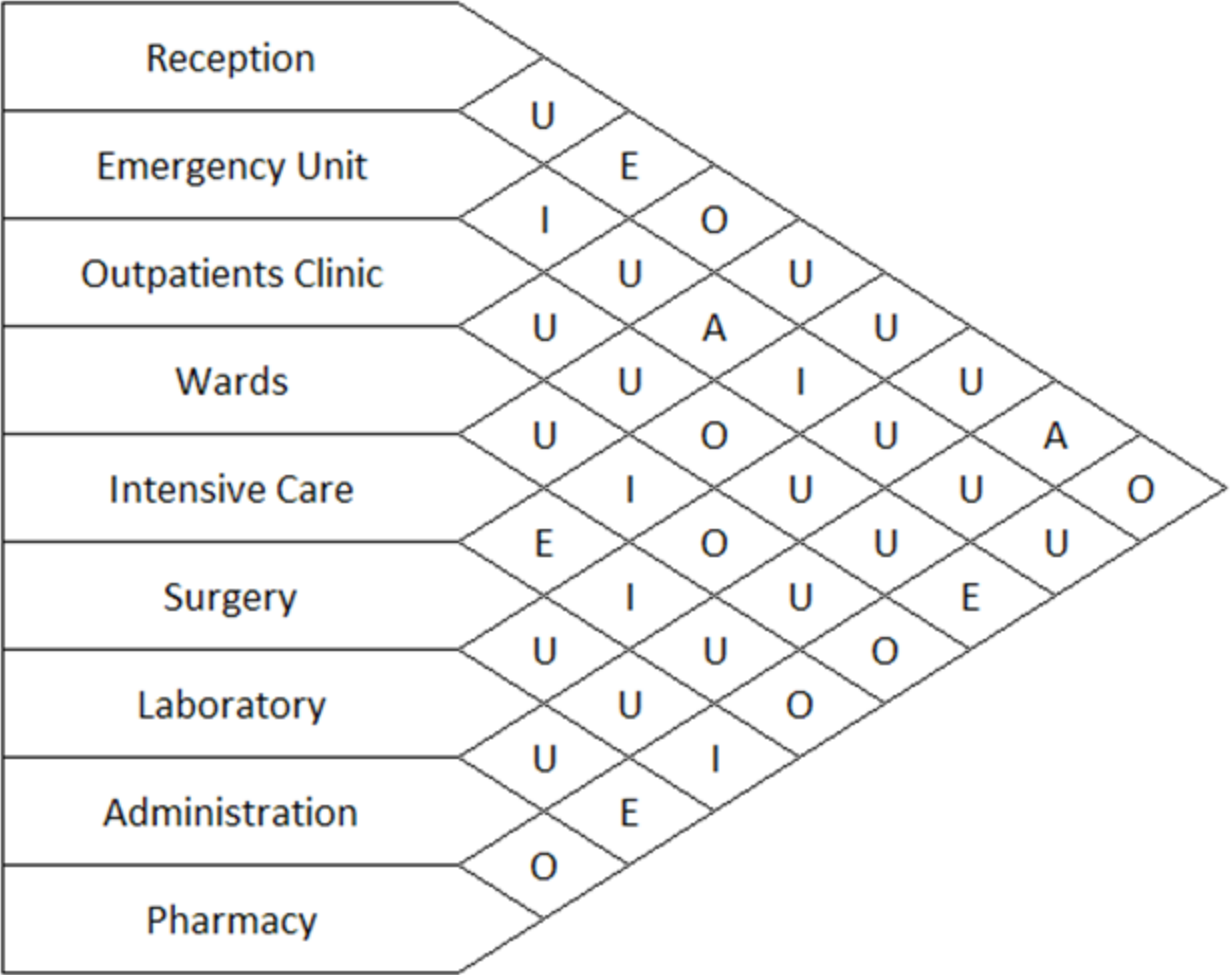 Reception
U
Emergency Unit
E
I
O
Outpatients Clinic
U
U
U
A
U
Wards
U
I
U
U
O
U
A
Intensive Care
I
U
U
O
E
O
U
U
Surgery
I
U
E
U
U
O
Laboratory
U
O
U
I
Administration
E
O
Pharmacy